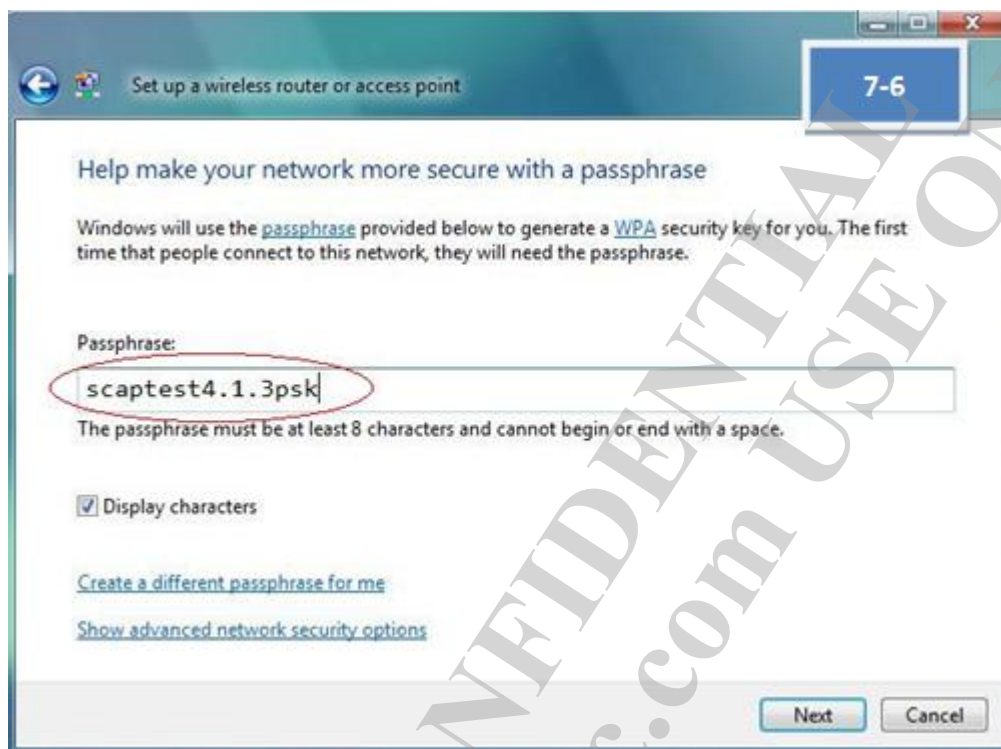 Set up a wireless router or access point
7-6
Help make your network more secure with a passphrase
Windows will use the passphrase provided below to generate a WPA security key for you. The first
time that people connect to this network, they will need the passphrase.
Passphrase:
scaptest4.1.3psk
The passphrase must be at least 8 characters and cannot begin or end with a space.
Display characters
Create a different passphrase for me
Show advanced network security options
Next Cancel